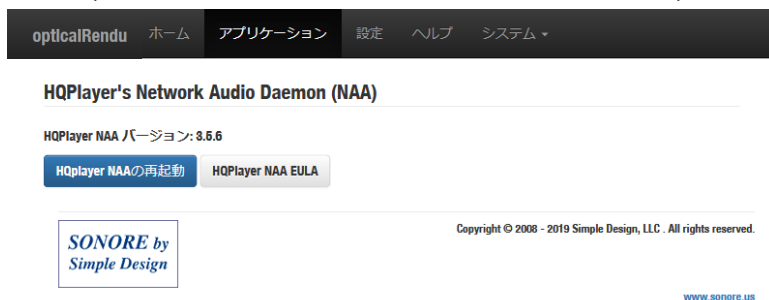 opticalRendu ホーム アプリケーション 設定 ヘルプ システム
HQPlayer's Network Audio Daemon (NAA)
HQPlayer NAA バージョン: 3.6.6
HQplayer NAAの再起動 HQPlayer NAA EULA
SONORE by
Simple Design
Copyright © 2008 - 2019 Simple Design, LLC . All rights reserved.
www.sonore.us